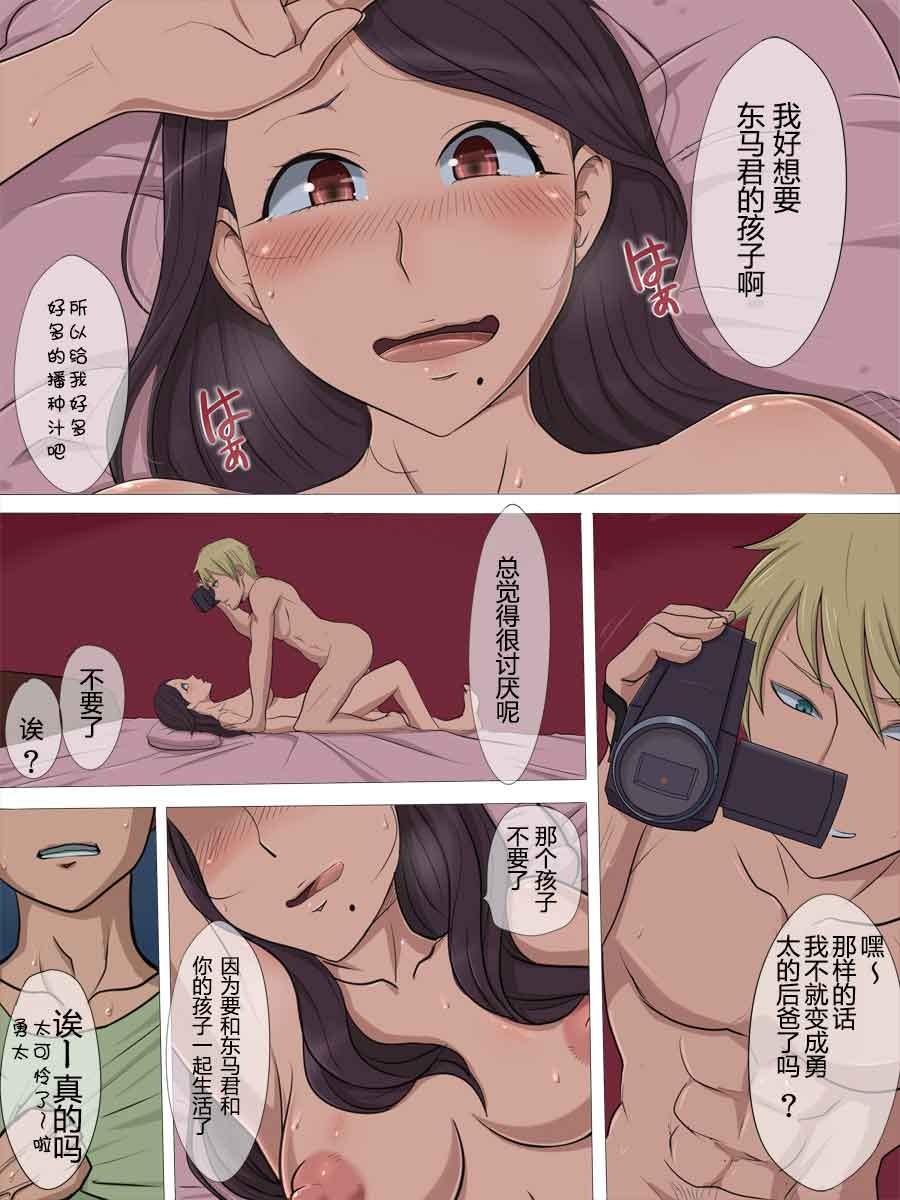 我好想要
东马君的孩子啊
所以给我好多
好多的播种汁吧
はぁ
はぁ
总觉得很讨厌呢
不要了
诶？
嘿～
那样的话
我不就变成勇
太的后爸了吗
？
那个孩子
不要了
因为要和东马君和
你的孩子一起生活了
诶ー真的吗
太可怜了～啦
勇太